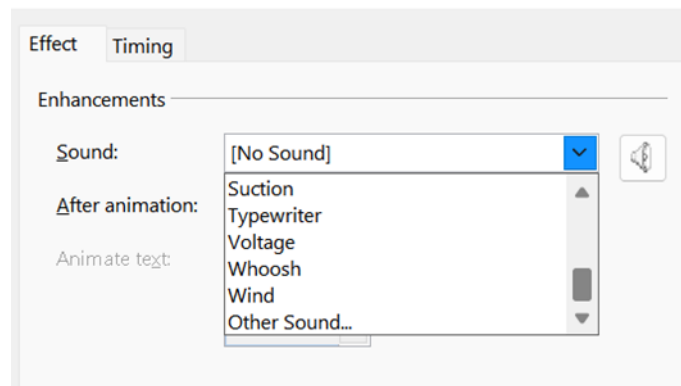 Effect Timing
Enhancements
Sound: [No Sound]
Suction
After animation:
Typewriter
Voltage
Animate text:
Whoosh
Wind
Other Sound...